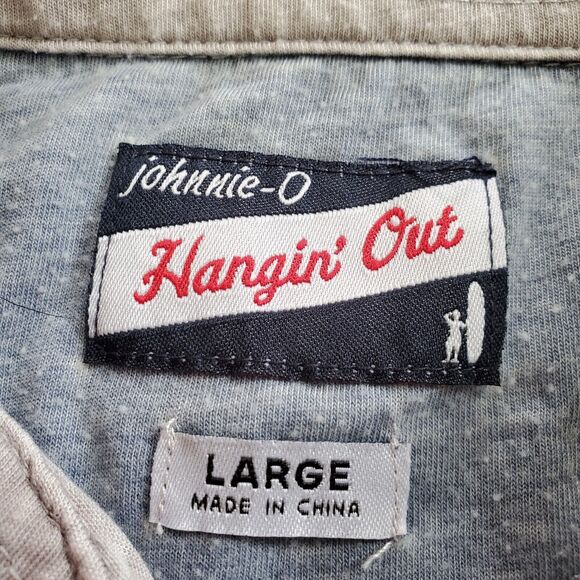 johnnie-O
Hangin' Out
LARGE
MADE IN CHINA